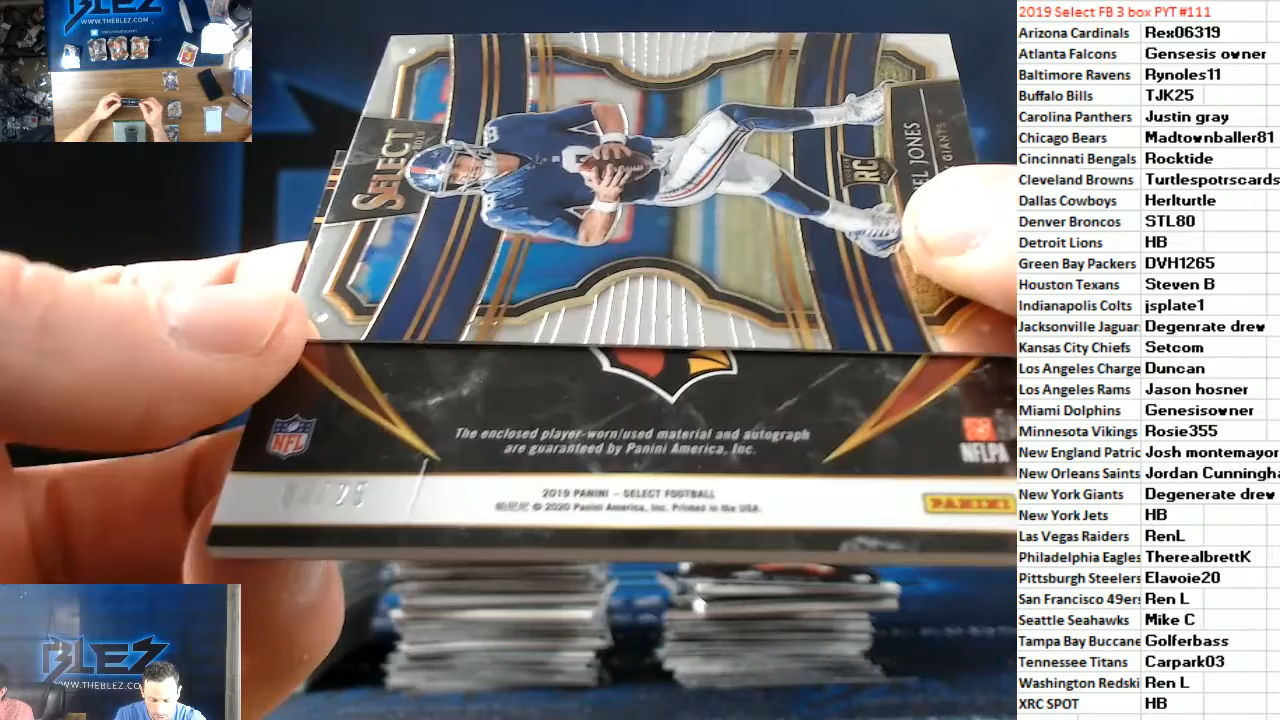 WWW.THEBLEZ.COM
SELECT
2019
RC
EL JONES
GIANTS
NFL
The enclosed player-worn/used material and autograph
are guaranteed by Panini America, Inc.
NFLPA
2019 PANINI – SELECT FOOTBALL
© 2020 Panini America, Inc. Printed in the USA.
PANINI
BLEZ
WWW.THEBLEZ.COM
2019 Select FB 3 box PYT #111
Arizona Cardinals Rex06319
Atlanta Falcons Gensesis owner
Baltimore Ravens Rynoles11
Buffalo Bills TJK25
Carolina Panthers Justin gray
Chicago Bears Madtownballer81
Cincinnati Bengals Rocktide
Cleveland Browns Turtlespotrscards
Dallas Cowboys Herlturtle
Denver Broncos STL80
Detroit Lions HB
Green Bay Packers DVH1265
Houston Texans Steven B
Indianapolis Colts jsplate1
Jacksonville Jaguar Degenrate drew
Kansas City Chiefs Setcom
Los Angeles Charge Duncan
Los Angeles Rams Jason hosner
Miami Dolphins Genesisowner
Minnesota Vikings Rosie355
New England Patric Josh montemayor
New Orleans Saints Jordan Cunningha
New York Giants Degenerate drew
New York Jets HB
Las Vegas Raiders RenL
Philadelphia Eagles TherealbrettK
Pittsburgh Steelers Elavoie20
San Francisco 49ers Ren L
Seattle Seahawks Mike C
Tampa Bay Buccane Golferbass
Tennessee Titans Carpark03
Washington Redski Ren L
XRC SPOT HB